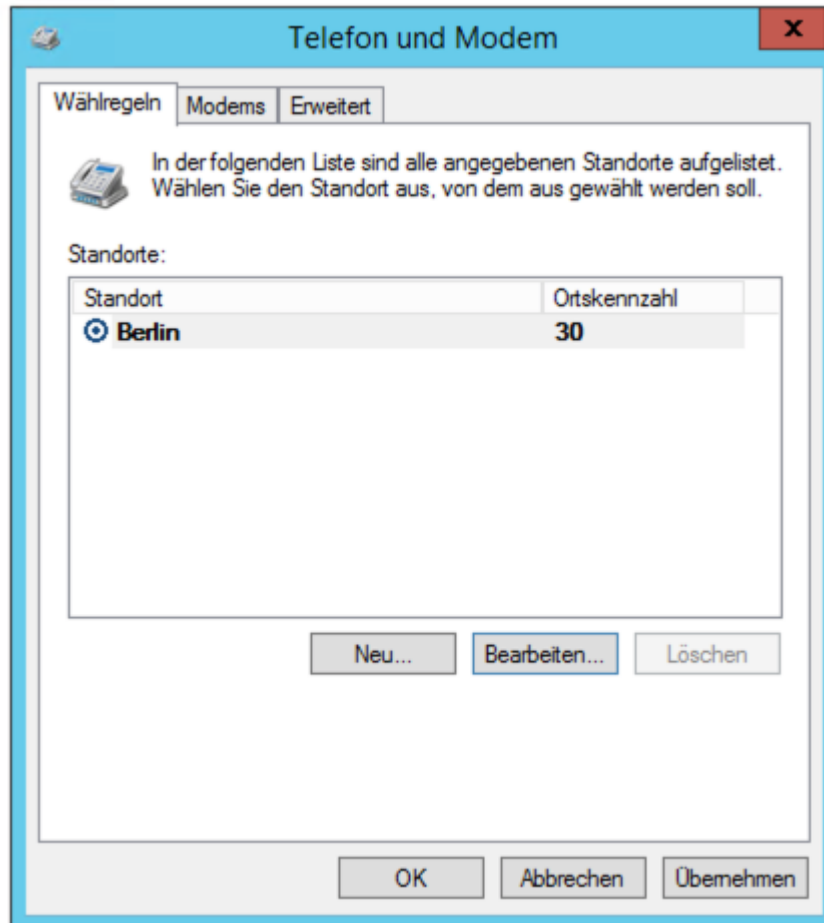 Telefon und Modem
x
Wählregeln Modems Erweitert
In der folgenden Liste sind alle angegebenen Standorte aufgelistet.
Wählen Sie den Standort aus, von dem aus gewählt werden soll.
Standorte:
Standort Ortskennzahl
Berlin 30
Neu... Bearbeiten... Löschen
OK Abbrechen Übernehmen